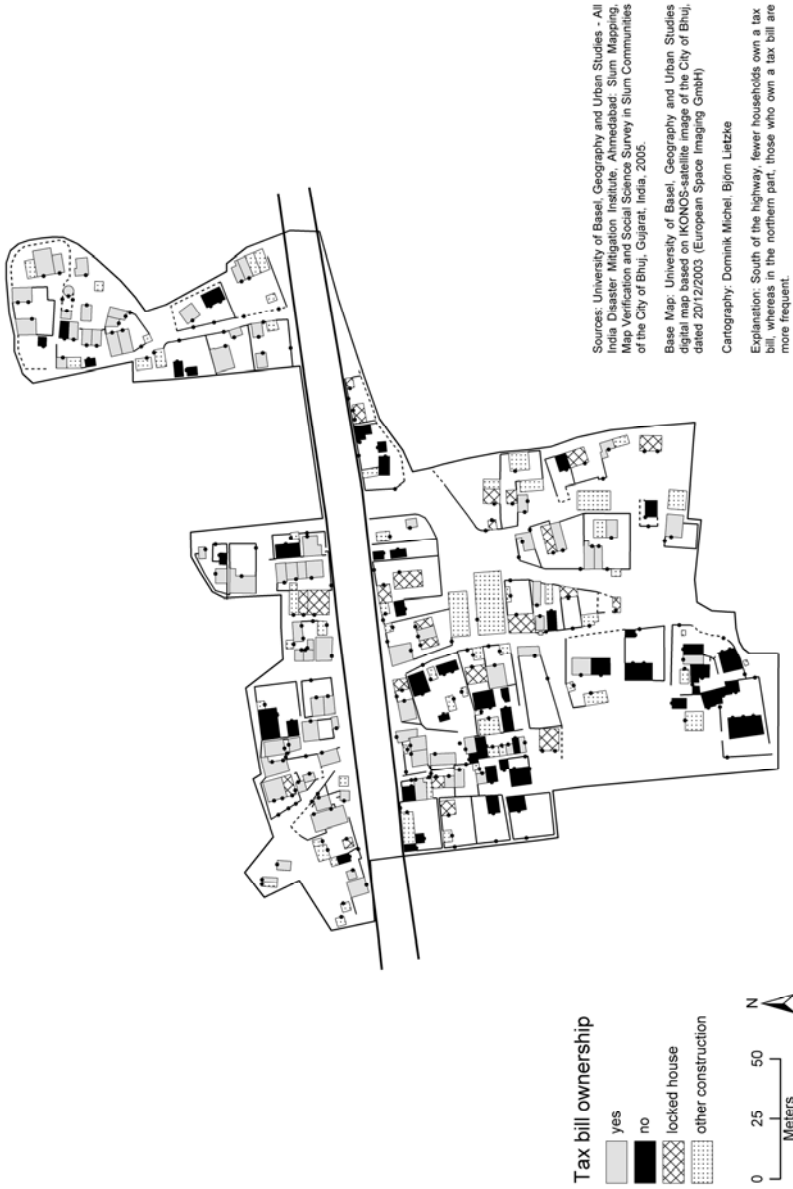 Tax bill ownership
yes
no
locked house
other construction
N
0 25 50
Meters
Sources: University of Basel, Geography and Urban Studies - All
India Disaster Mitigation Institute, Ahmedabad: Slum Mapping,
Map Verification and Social Science Survey in Slum Communities
of the City of Bhuj, Gujarat, India, 2005.
Base Map: University of Basel, Geography and Urban Studies
digital map based on IKONOS-satellite image of the City of Bhuj,
dated 20/12/2003 (European Space Imaging GmbH)
Cartography: Dominik Michel, Björn Lietzke
Explanation: South of the highway, fewer households own a tax
bill, whereas in the northern part, those who own a tax bill are
more frequent.